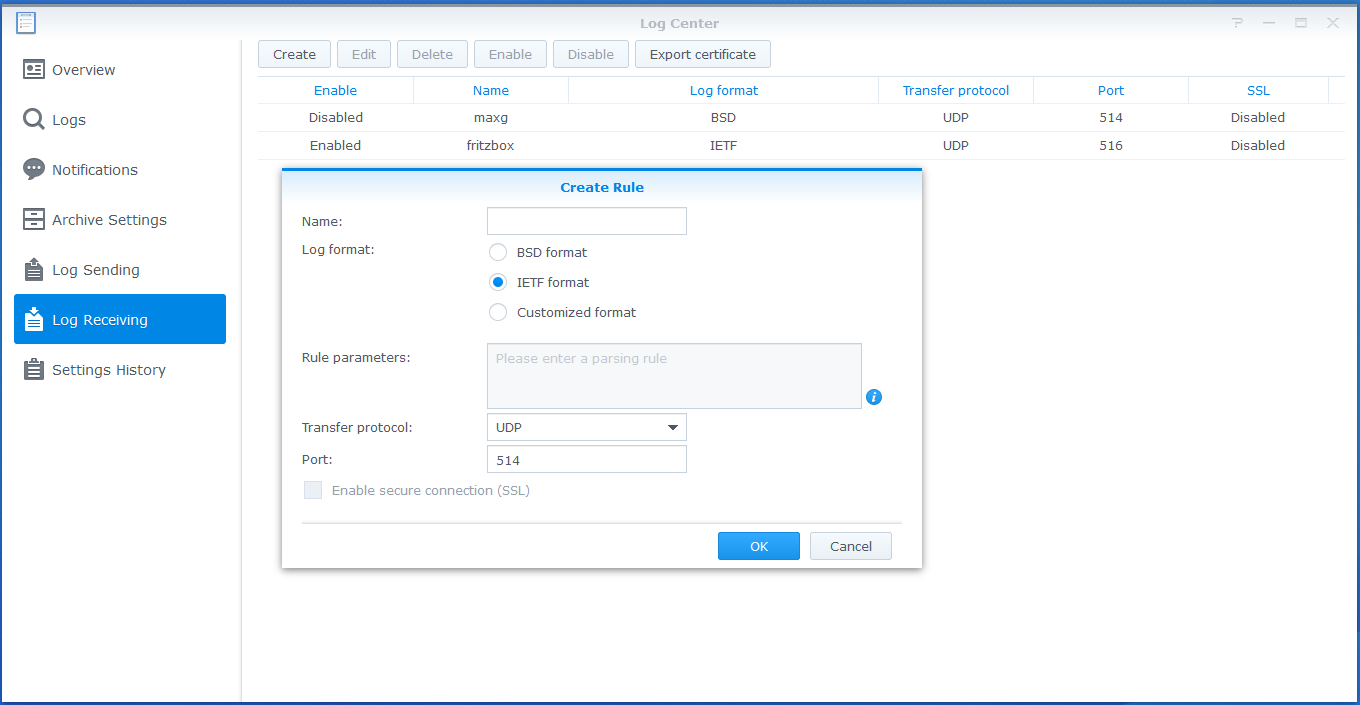 Log Center
Overview
Logs
Notifications
Archive Settings
Log Sending
Log Receiving
Settings History
Create Edit Delete Enable Disable Export certificate
Enable Name Log format Transfer protocol Port SSL
Disabled maxg BSD UDP 514 Disabled
Enabled fritzbox IETF UDP 516 Disabled
Create Rule
Name:
Log format:
BSD format
IETF format
Customized format
Rule parameters: Please enter a parsing rule
Transfer protocol: UDP
Port: 514
Enable secure connection (SSL)
OK Cancel